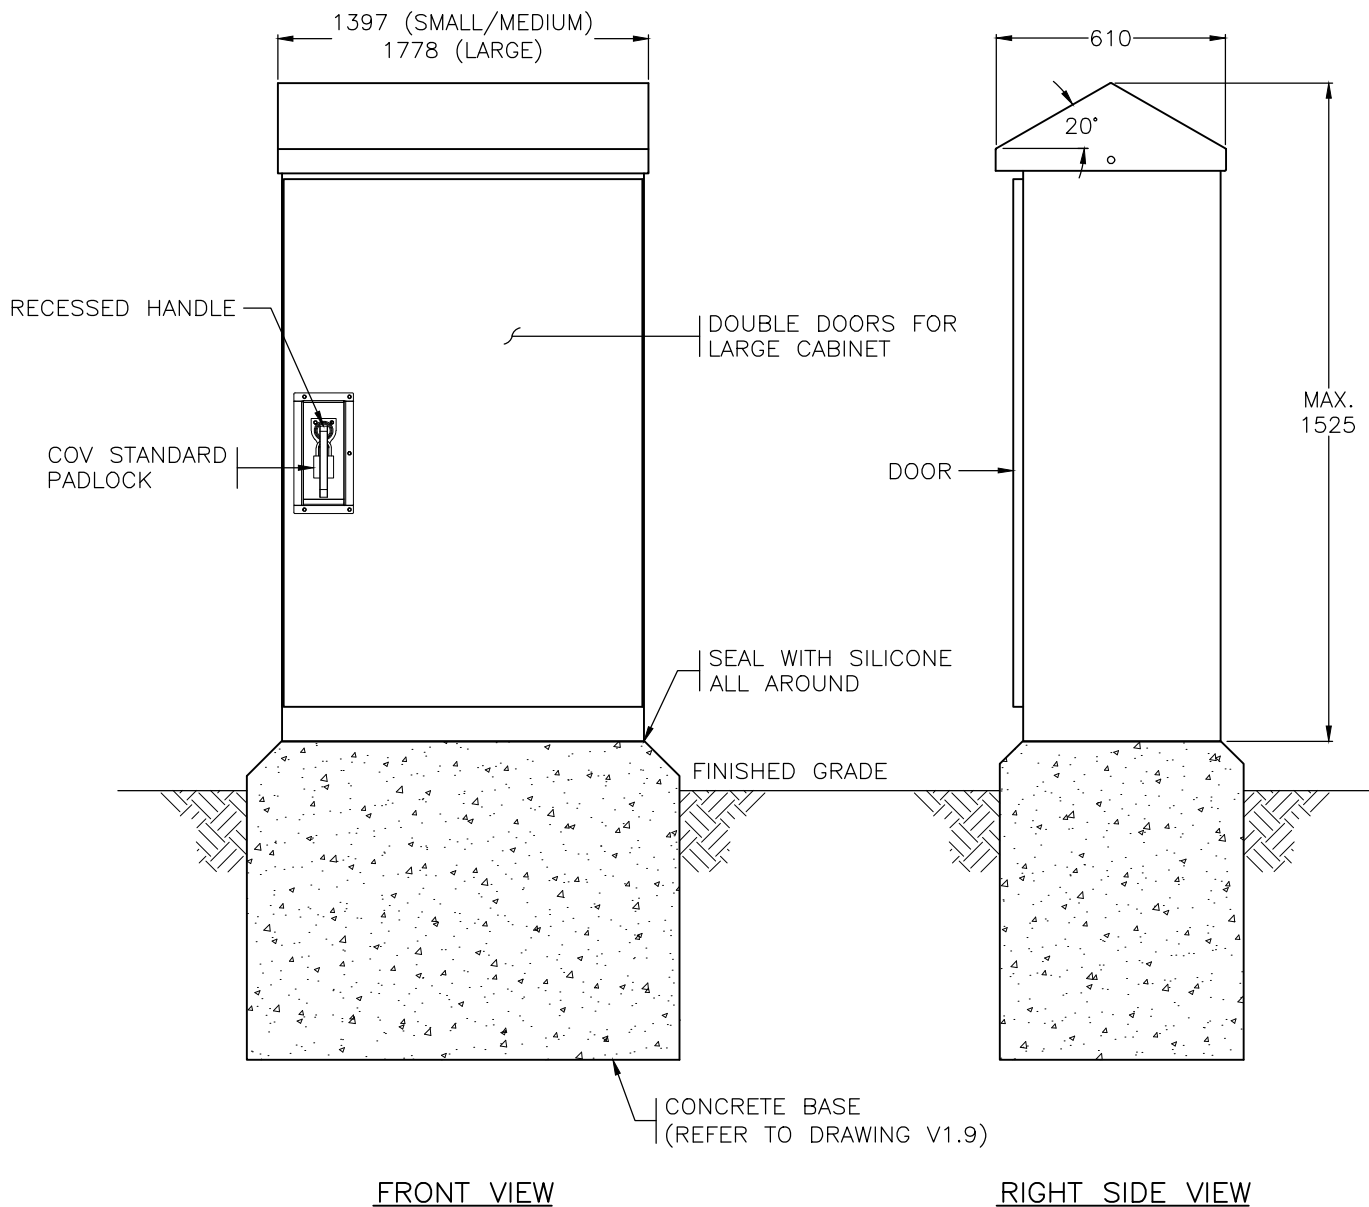 1397 (SMALL/MEDIUM)
1778 (LARGE)
610
20°
RECESSED HANDLE
DOUBLE DOORS FOR
LARGE CABINET
MAX.
1525
COV STANDARD
PADLOCK
DOOR
SEAL WITH SILICONE
ALL AROUND
FINISHED GRADE
CONCRETE BASE
(REFER TO DRAWING V1.9)
FRONT VIEW
RIGHT SIDE VIEW